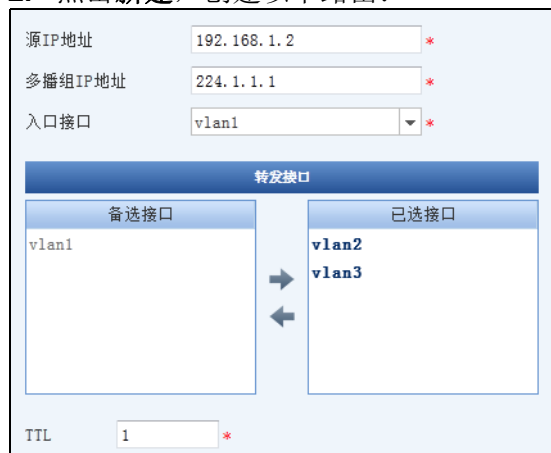 源IP地址 192.168.1.2 *
多播组IP地址 224.1.1.1 *
入口接口 vlan1 *
转发接口
备选接口 已选接口
vlan1 vlan2
vlan3
TTL 1 *